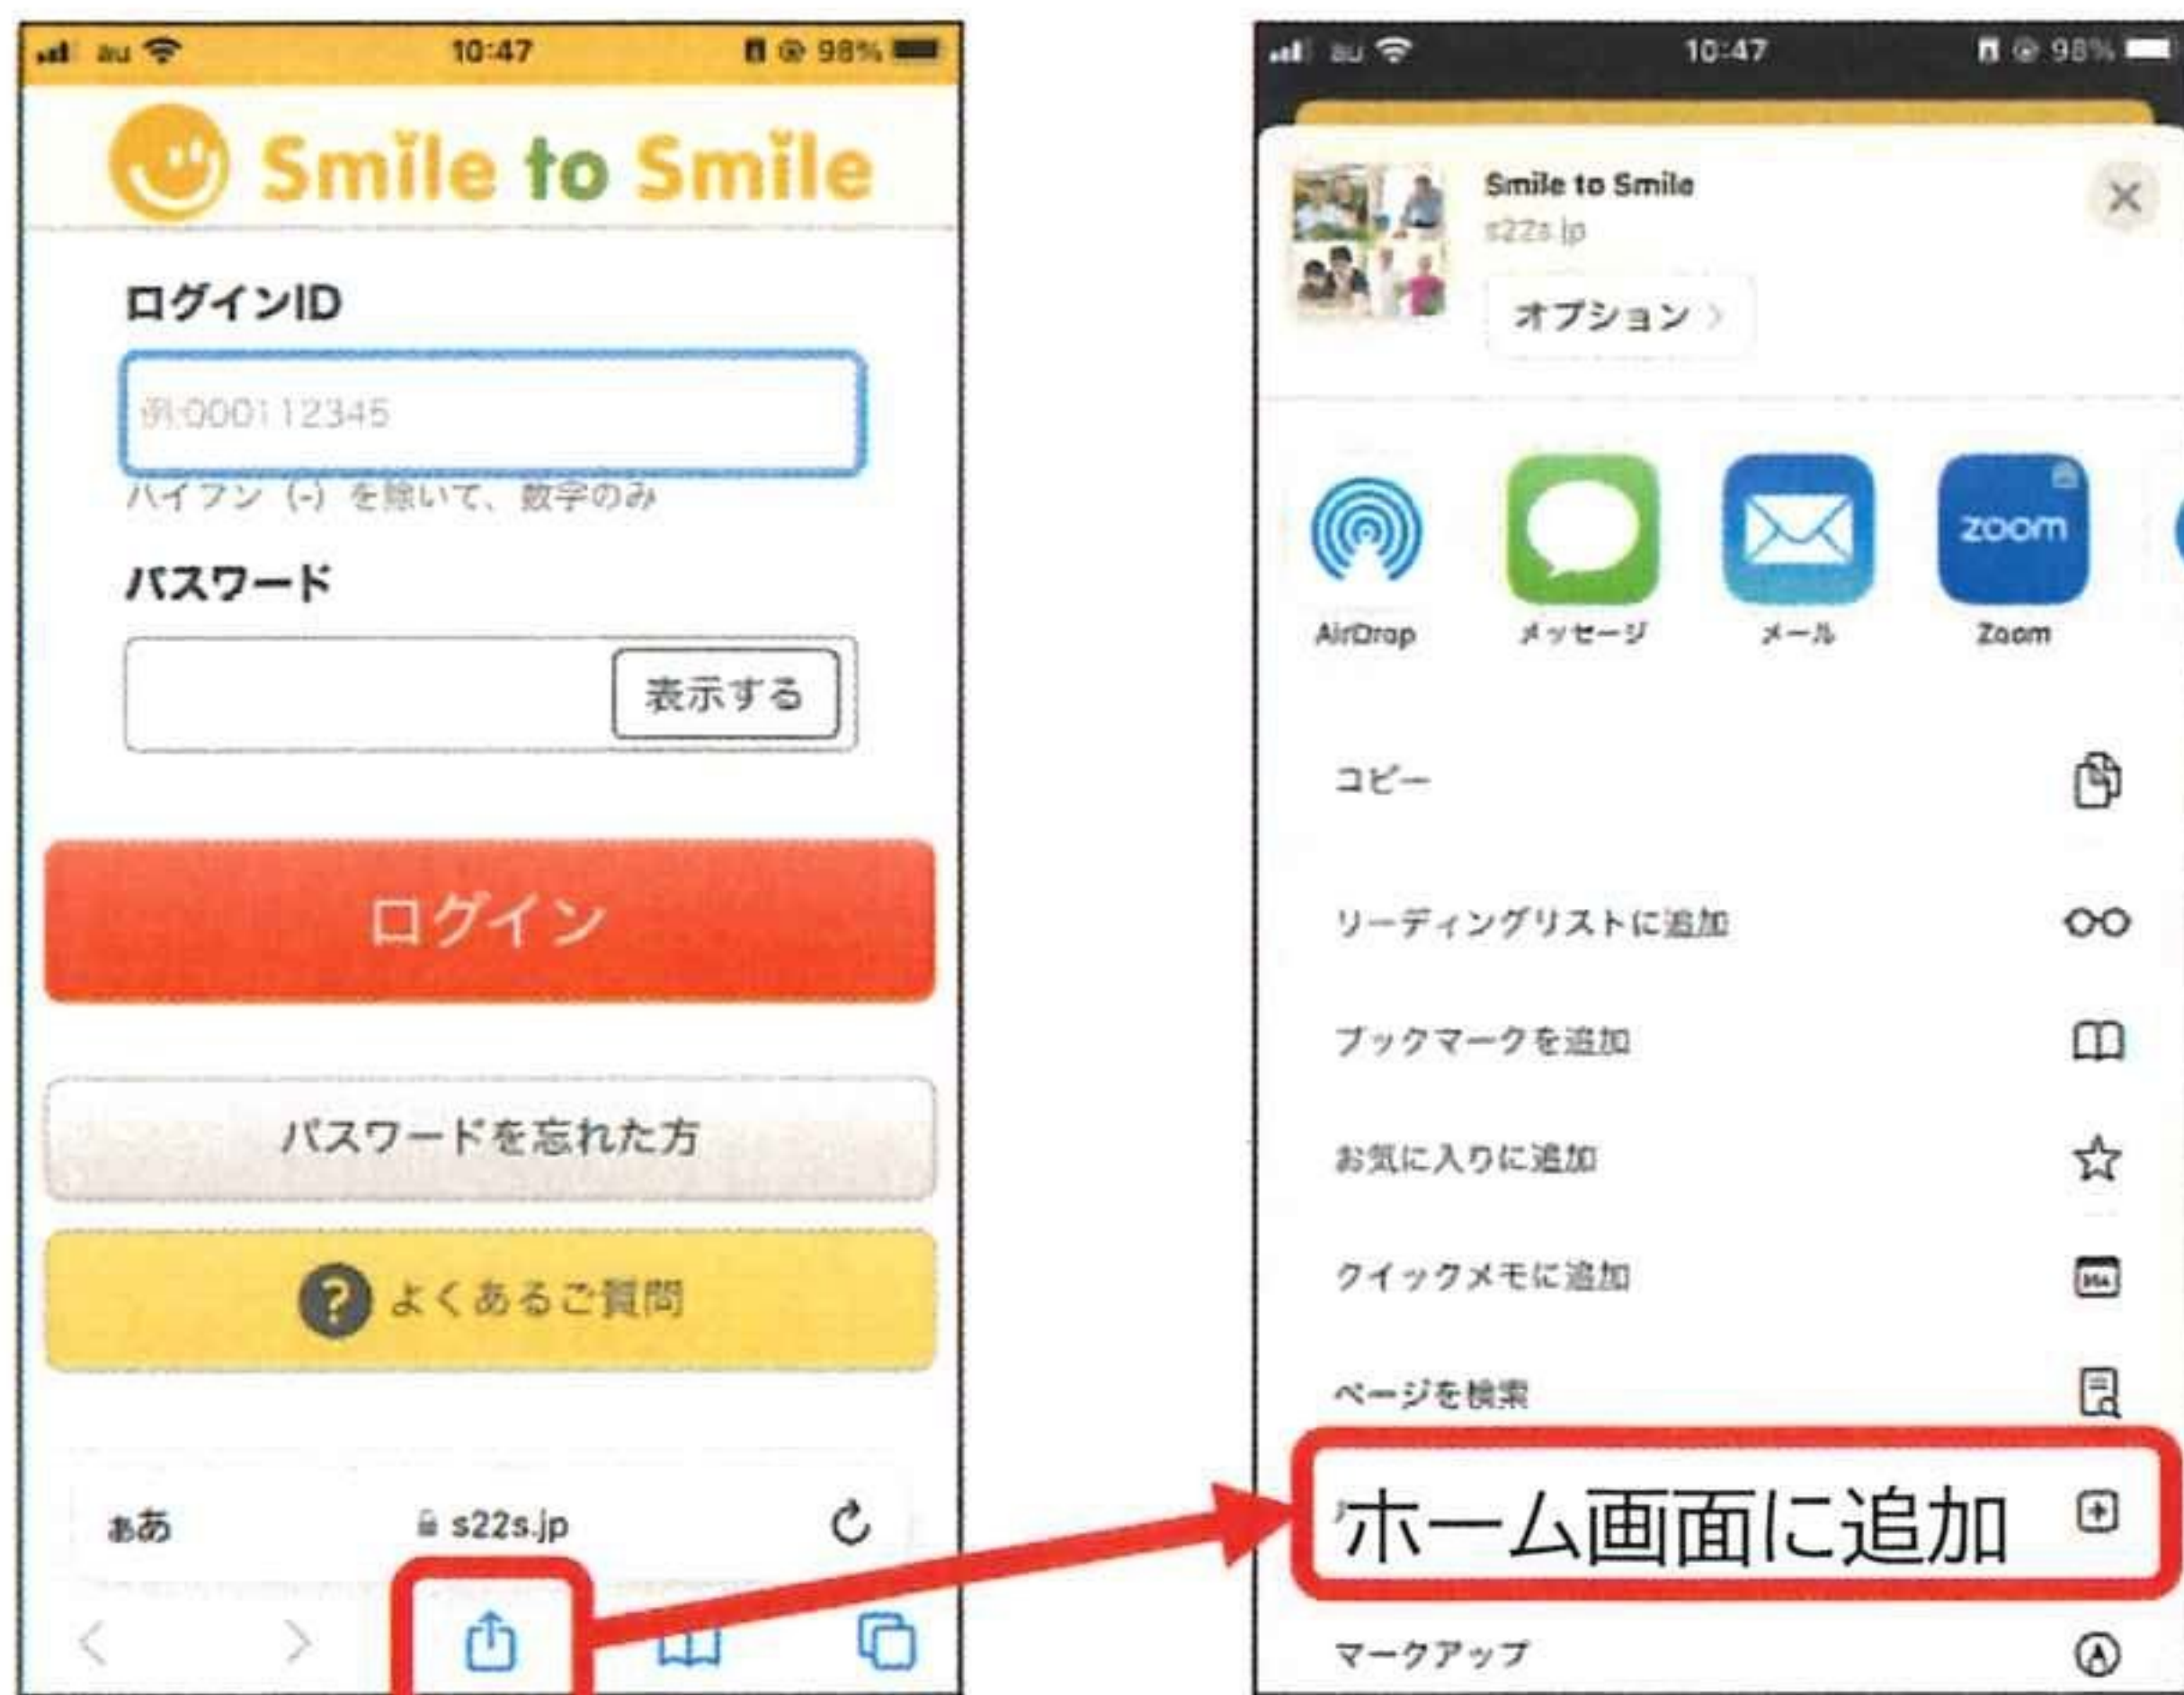 au 10:47 98%
Smile to Smile
ログインID
例:000112345
ハイフン (-) を除いて、数字のみ
パスワード
表示する
ログイン
パスワードを忘れた方
? よくあるご質問
ぁあ s22s.jp
au 10:47 98%
Smile to Smile
s22s.jp
オプション
zoom
AirDrop メッセージ メール Zoom
コピー
リーディングリストに追加
ブックマークを追加
お気に入りに追加
クイックメモに追加
ページを検索
ホーム画面に追加
マークアップ